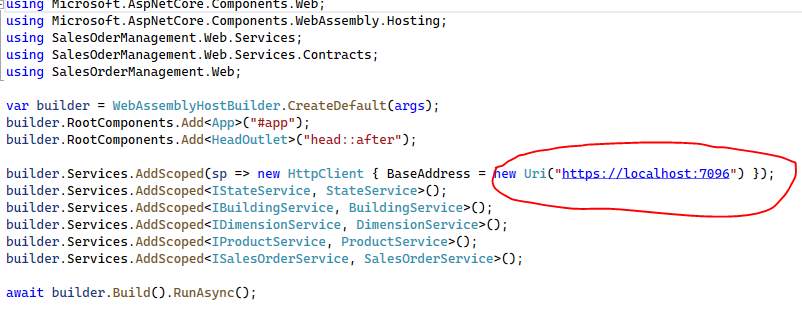 using Microsoft.AspNetCore.Components.Web;
using Microsoft.AspNetCore.Components.WebAssembly.Hosting;
using SalesOderManagement.Web.Services;
using SalesOderManagement.Web.Services.Contracts;
using SalesOrderManagement.Web;
var builder = WebAssemblyHostBuilder.CreateDefault(args);
builder.RootComponents.Add<App>("#app");
builder.RootComponents.Add<HeadOutlet>("head::after");
builder.Services.AddScoped(sp => new HttpClient { BaseAddress = new Uri("https://localhost:7096") });
builder.Services.AddScoped<IStateService, StateService>();
builder.Services.AddScoped<IBuildingService, BuildingService>();
builder.Services.AddScoped<IDimensionService, DimensionService>();
builder.Services.AddScoped<IProductService, ProductService>();
builder.Services.AddScoped<ISalesOrderService, SalesOrderService>();
await builder.Build().RunAsync();